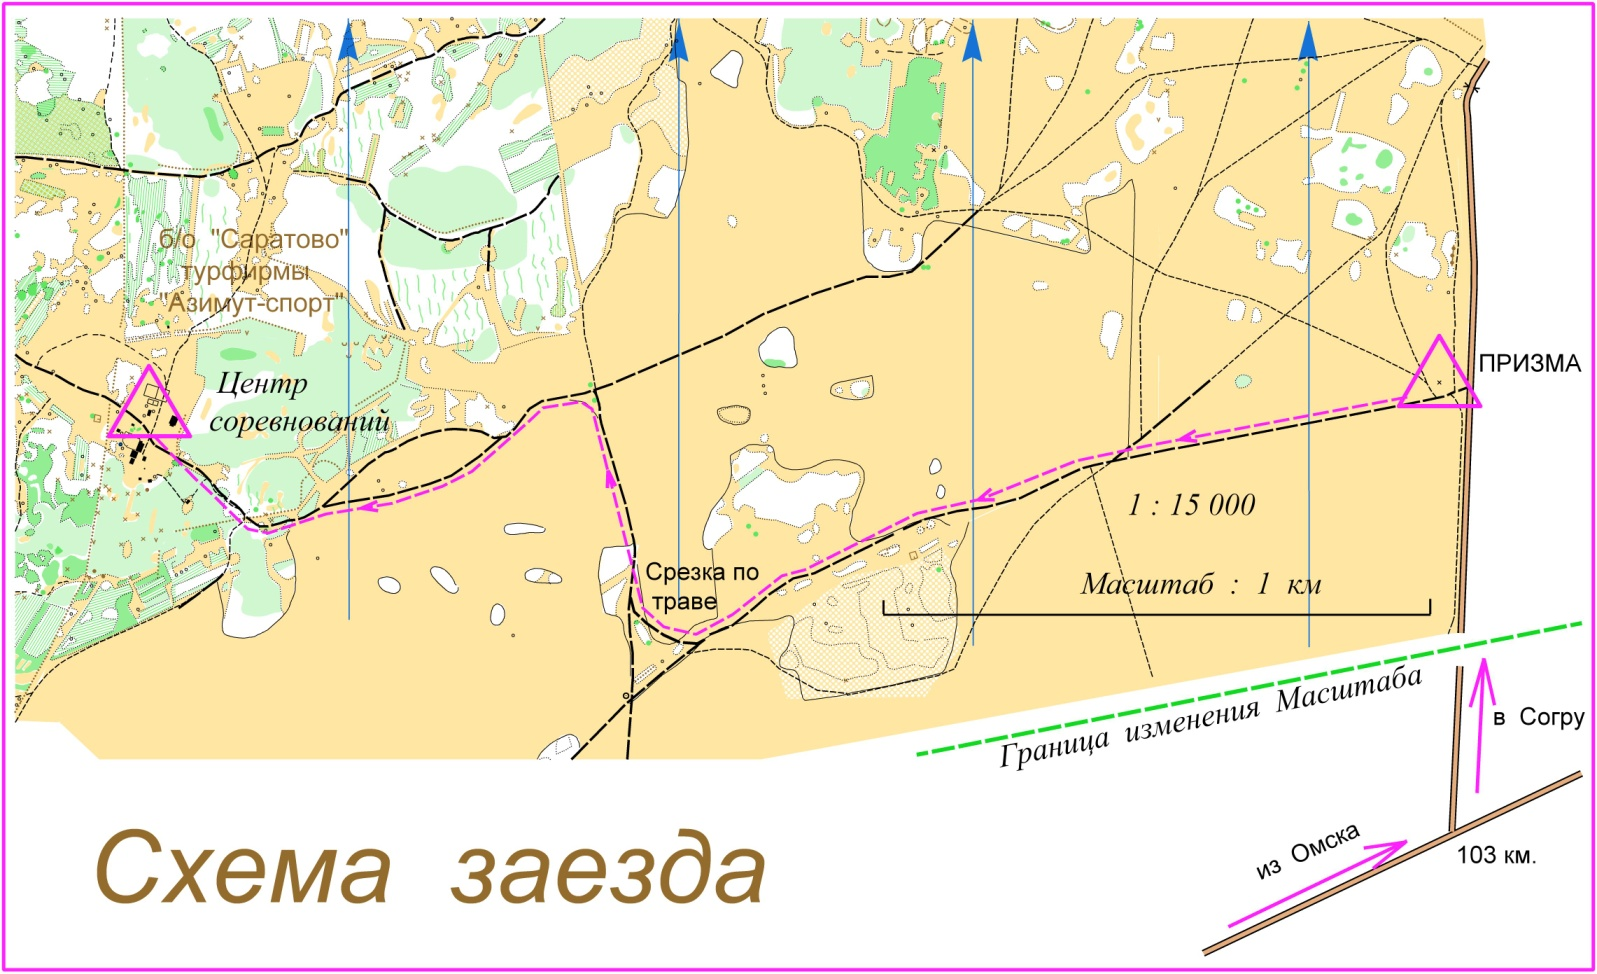 б/о "Саратово"
турфирмы
"Азимут-спорт"
Центр
соревнований
ПРИЗМА
1 : 15 000
Срезка по
траве
Масштаб : 1 км
Граница изменения Масштаба
в Согру
из Омска
103 км.
Схема заезда